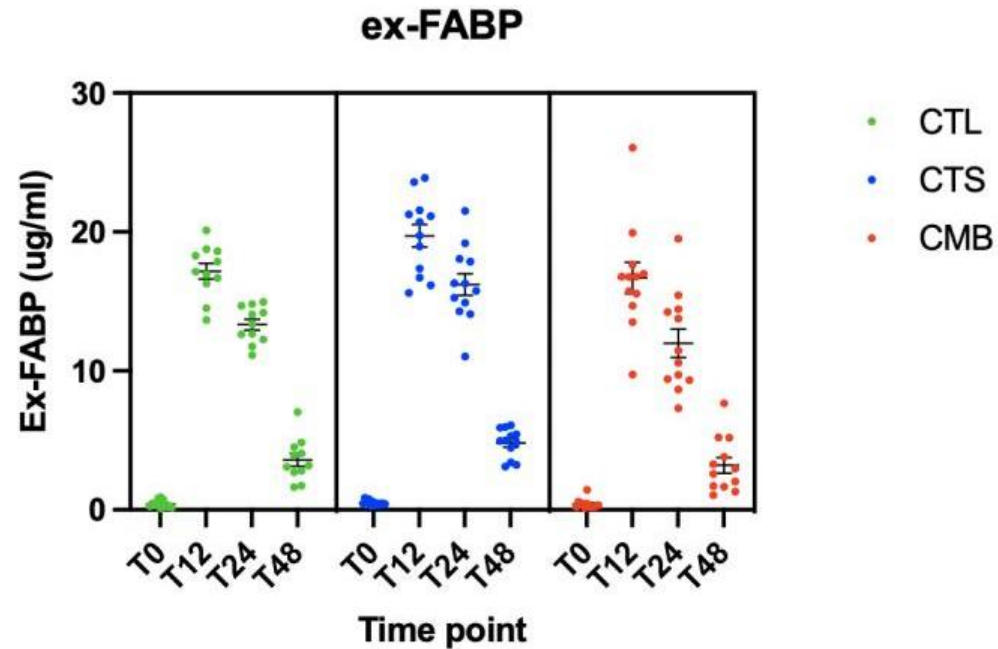 ex-FABP
30
20
10
0
Ex-FABP (ug/ml)
T0 T12 T24 T48 T0 T12 T24 T48 T0 T12 T24 T48
Time point
CTL
CTS
CMB